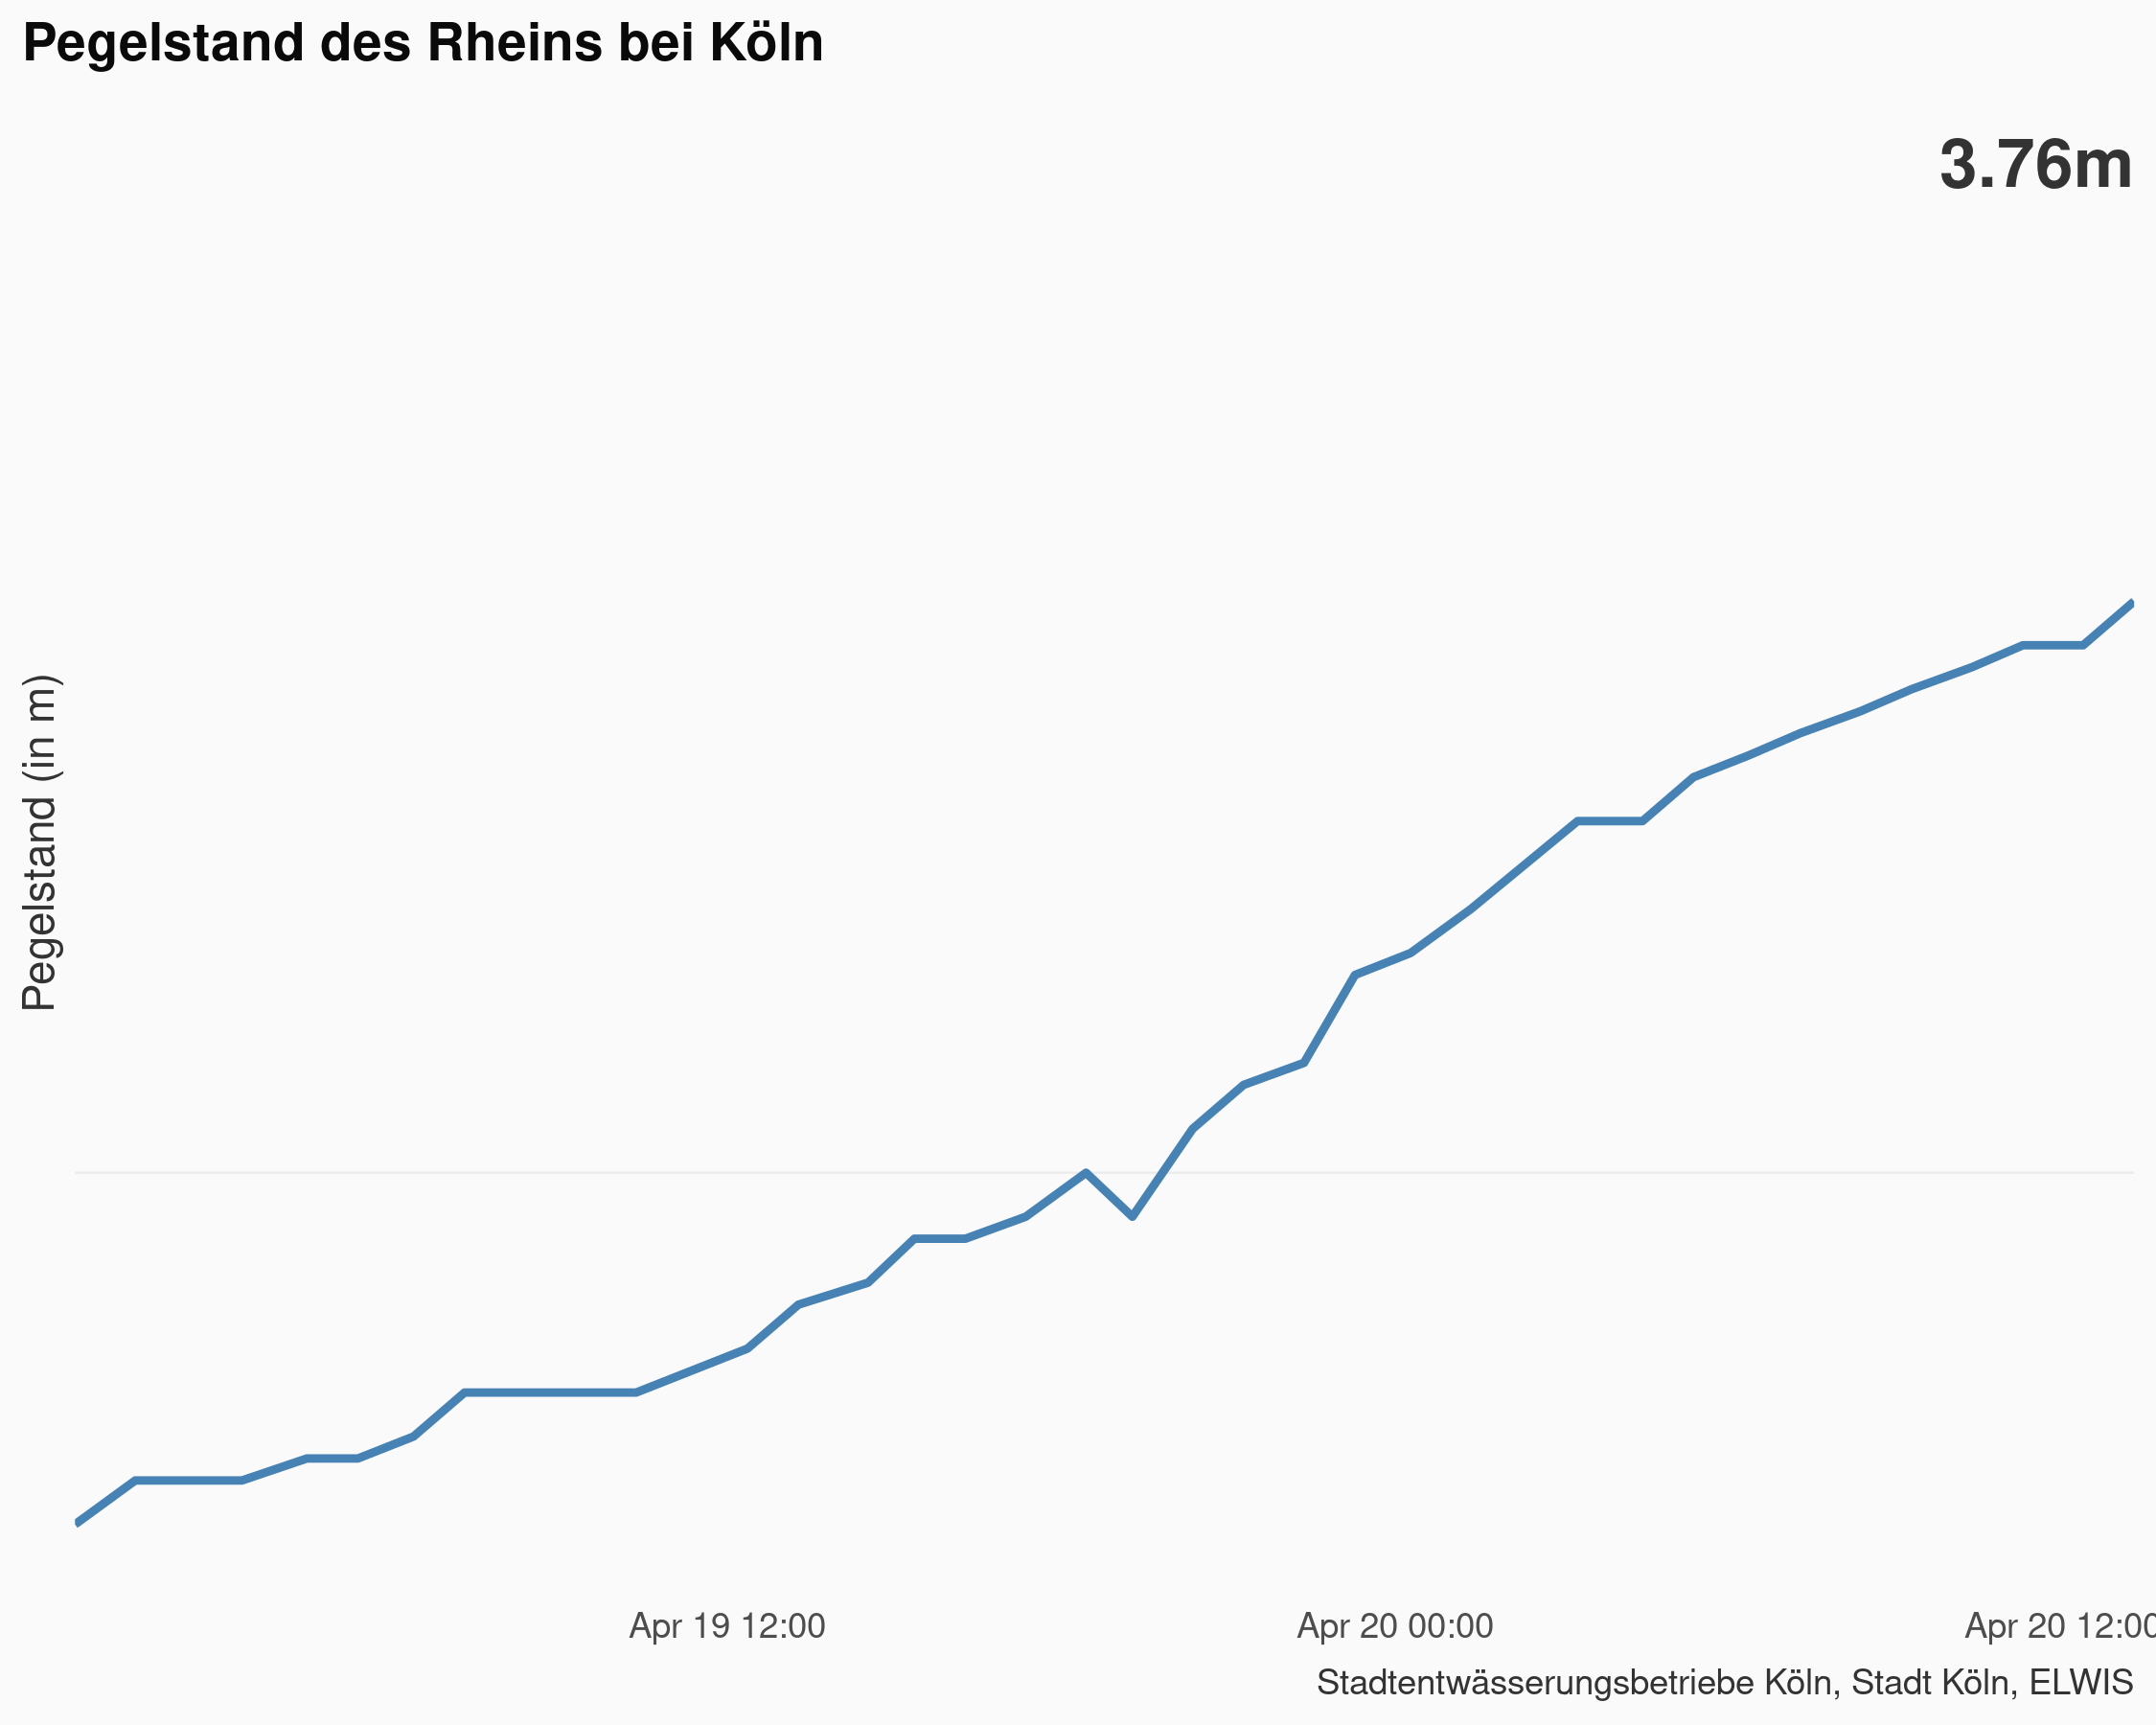 Pegelstand des Rheins bei Köln
3.76m
Pegelstand (in m)
Apr 19 12:00
Apr 20 00:00
Apr 20 12:00
Stadtentwässerungsbetriebe Köln, Stadt Köln, ELWIS